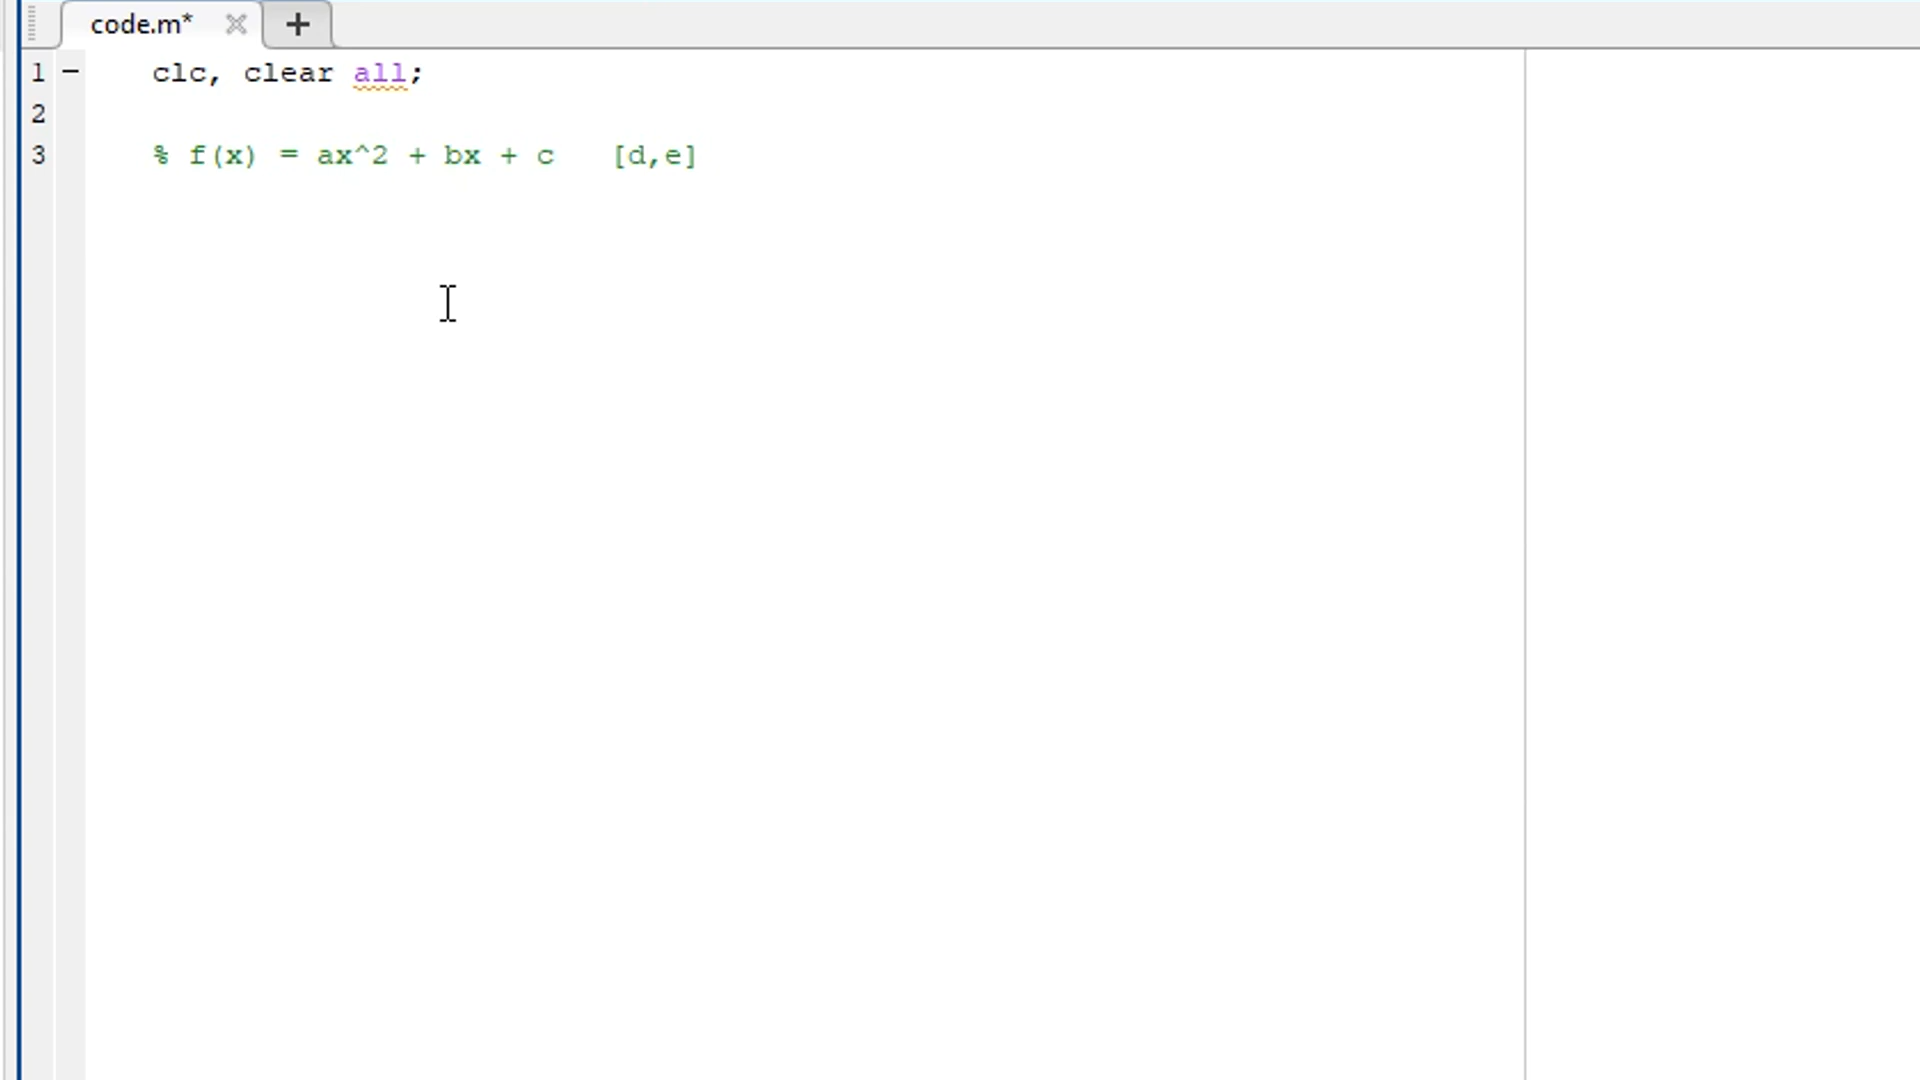 code.m*
1 clc, clear all;
2
3 % f(x) = ax^2 + bx + c [d,e]